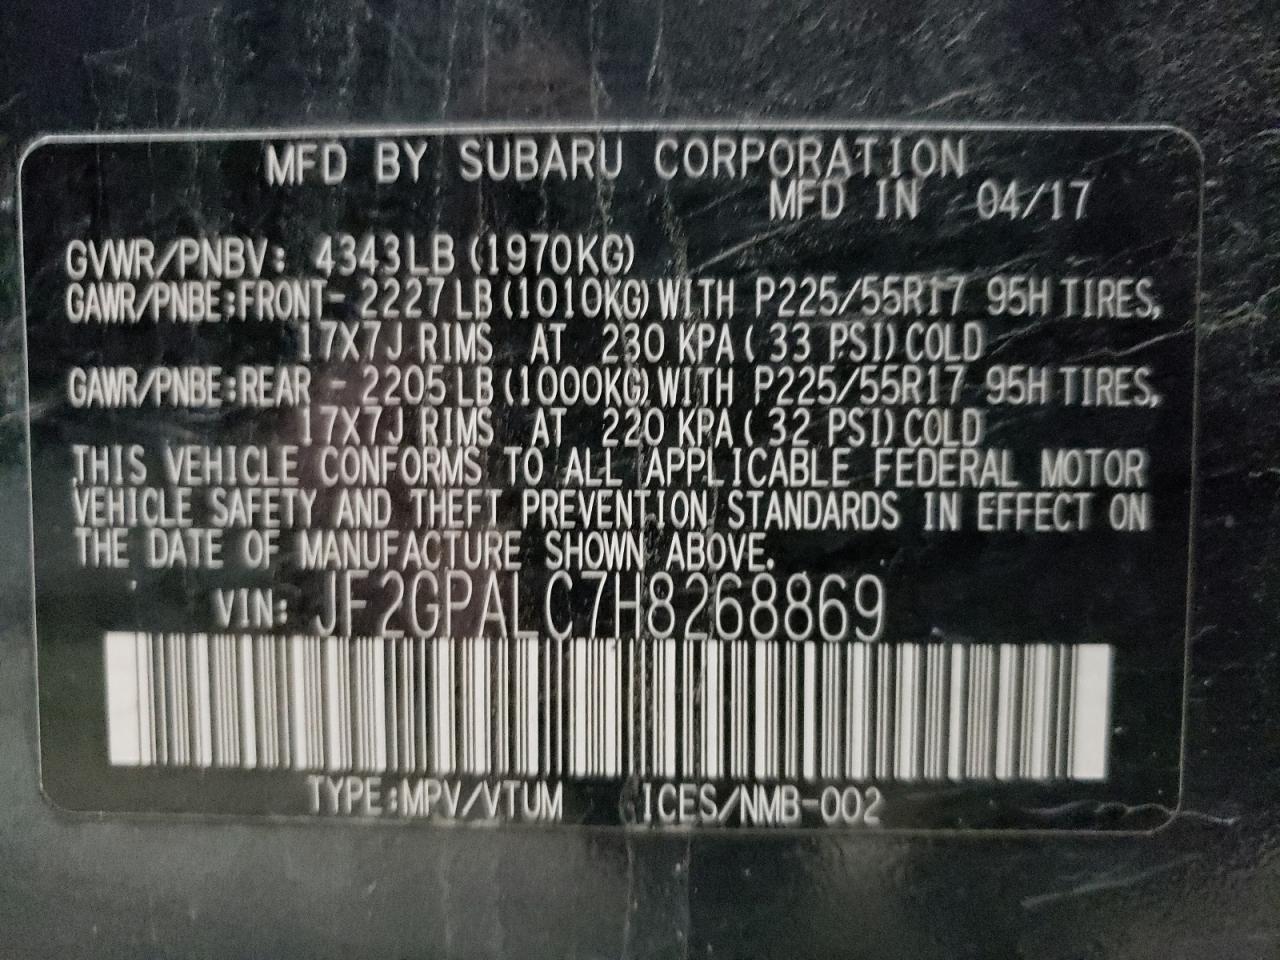 MFD BY SUBARU CORPORATION
MFD IN 04/17
GVWR/PNBV: 4343LB (1970KG)
GAWR/PNBE:FRONT- 2227 LB (1010KG) WITH P225/55R17 95H TIRES,
17X7J RIMS AT 230 KPA ( 33 PSI) COLD
GAWR/PNBE:REAR - 2205 LB (1000KG) WITH P225/55R17 95H TIRES,
17X7J RIMS AT 220 KPA ( 32 PSI) COLD
THIS VEHICLE CONFORMS TO ALL APPLICABLE FEDERAL MOTOR
VEHICLE SAFETY AND THEFT PREVENTION STANDARDS IN EFFECT ON
THE DATE OF MANUFACTURE SHOWN ABOVE.
VIN: JF2GPALC7H8268869
TYPE:MPV/VTUM ICES/NMB-002